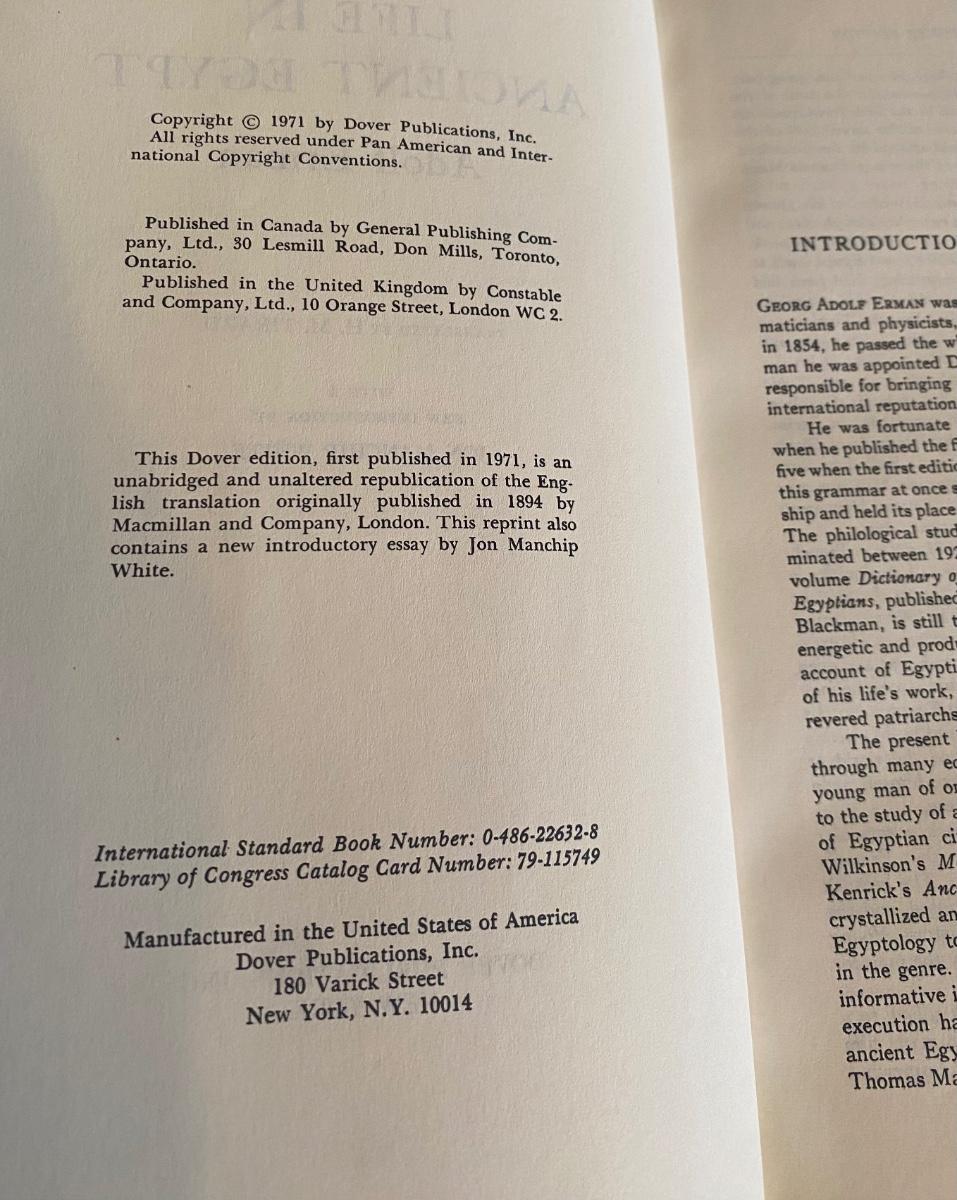 Copyright © 1971 by Dover Publications, Inc.
All rights reserved under Pan American and Inter-
national Copyright Conventions.
Published in Canada by General Publishing Com-
pany, Ltd., 30 Lesmill Road, Don Mills, Toronto,
Ontario.
Published in the United Kingdom by Constable
and Company, Ltd., 10 Orange Street, London WC 2.
This Dover edition, first published in 1971, is an
unabridged and unaltered republication of the Eng-
lish translation originally published in 1894 by
Macmillan and Company, London. This reprint also
contains a new introductory essay by Jon Manchip
White.
International Standard Book Number: 0-486-22632-8
Library of Congress Catalog Card Number: 79-115749
Manufactured in the United States of America
Dover Publications, Inc.
180 Varick Street
New York, N.Y. 10014
INTRODUCTIO
GEORG ADOLF ERMAN was
maticians and physicists,
in 1854, he passed the w
man he was appointed D
responsible for bringing
international reputation
He was fortunate
when he published the f
five when the first editio
this grammar at once s
ship and held its place
The philological stud
minated between 192
volume Dictionary o
Egyptians, published
Blackman, is still t
energetic and produ
account of Egypti
of his life's work,
revered patriarchs
The present
through many ed
young man of or
to the study of a
of Egyptian ci
Wilkinson's M
Kenrick's Anc
crystallized an
Egyptology to
in the genre.
informative i
execution ha
ancient Egy
Thomas Ma